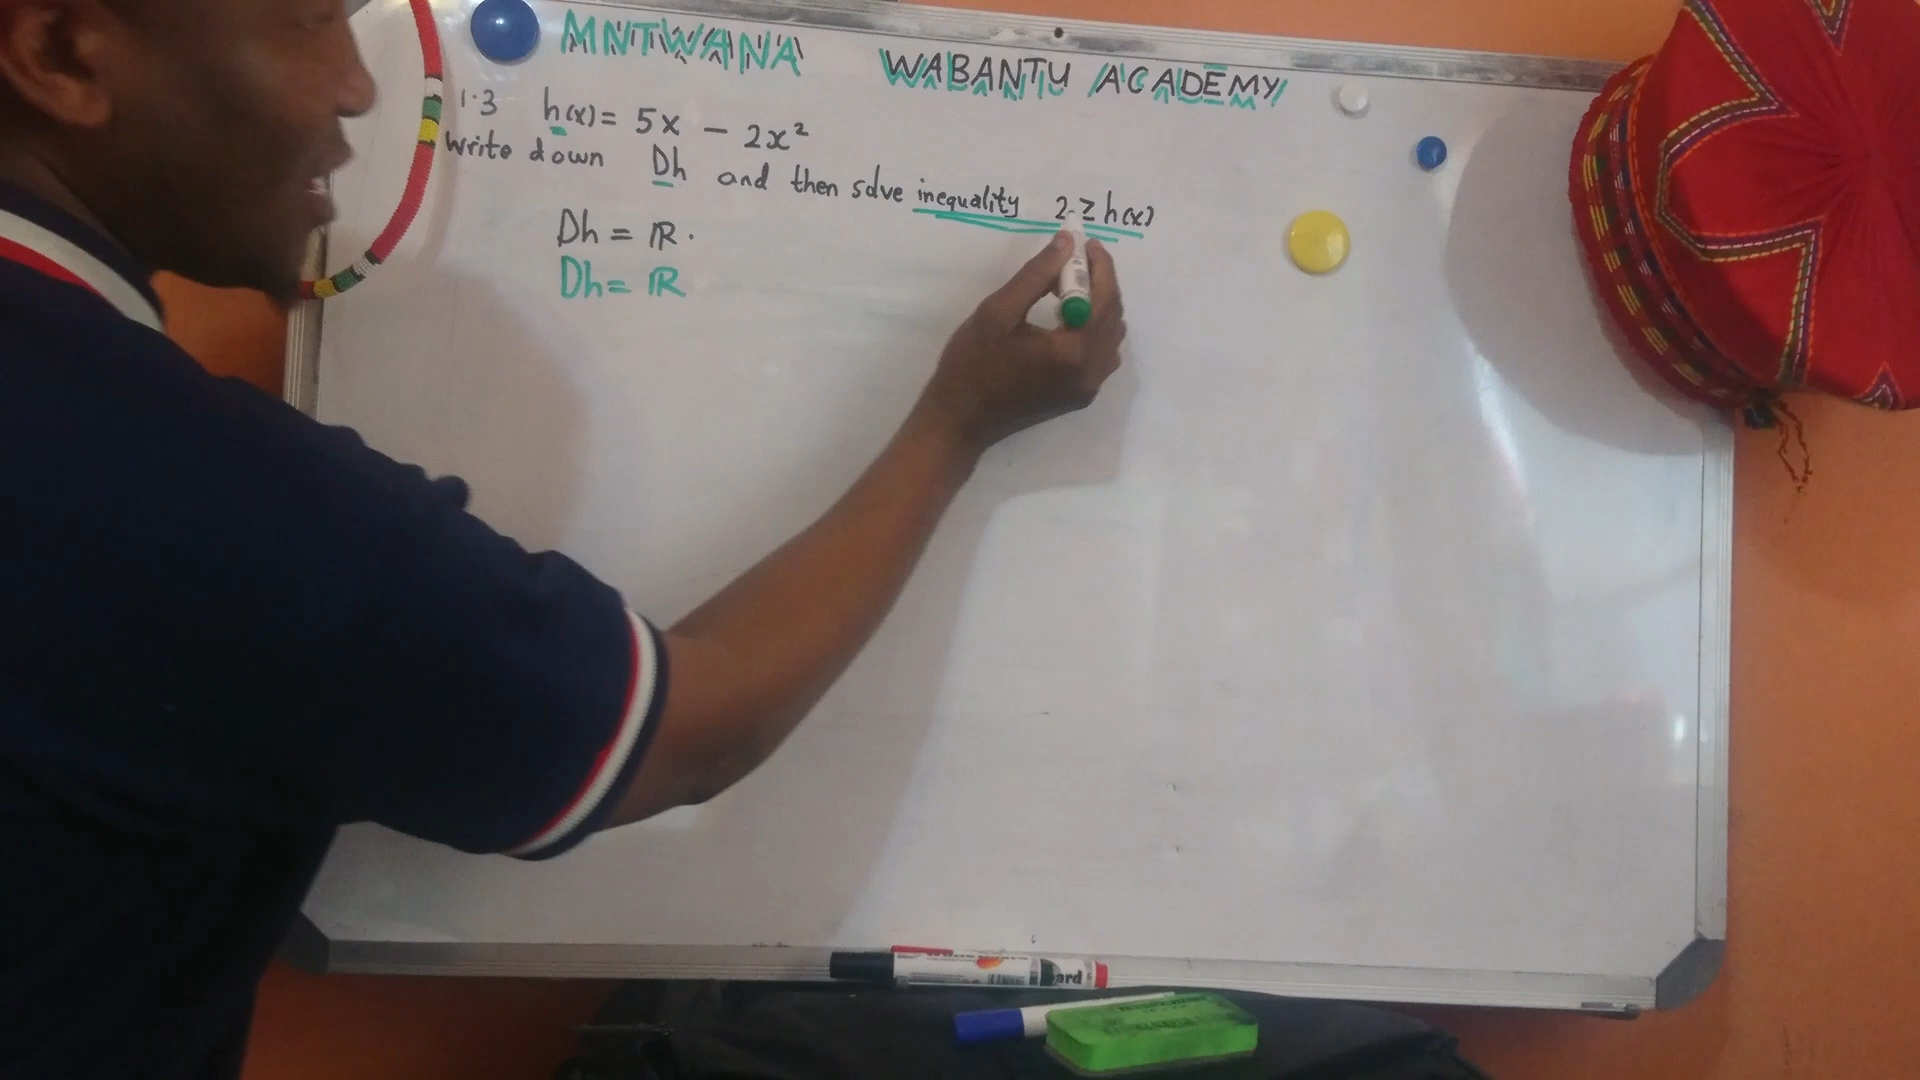 MNTWANA WABANTU ACADEMY
1.3 h(x) = 5x - 2x²
Write down Dh and then solve inequality 2 ≥ h(x)
Dh = ℝ.
Dh = ℝ